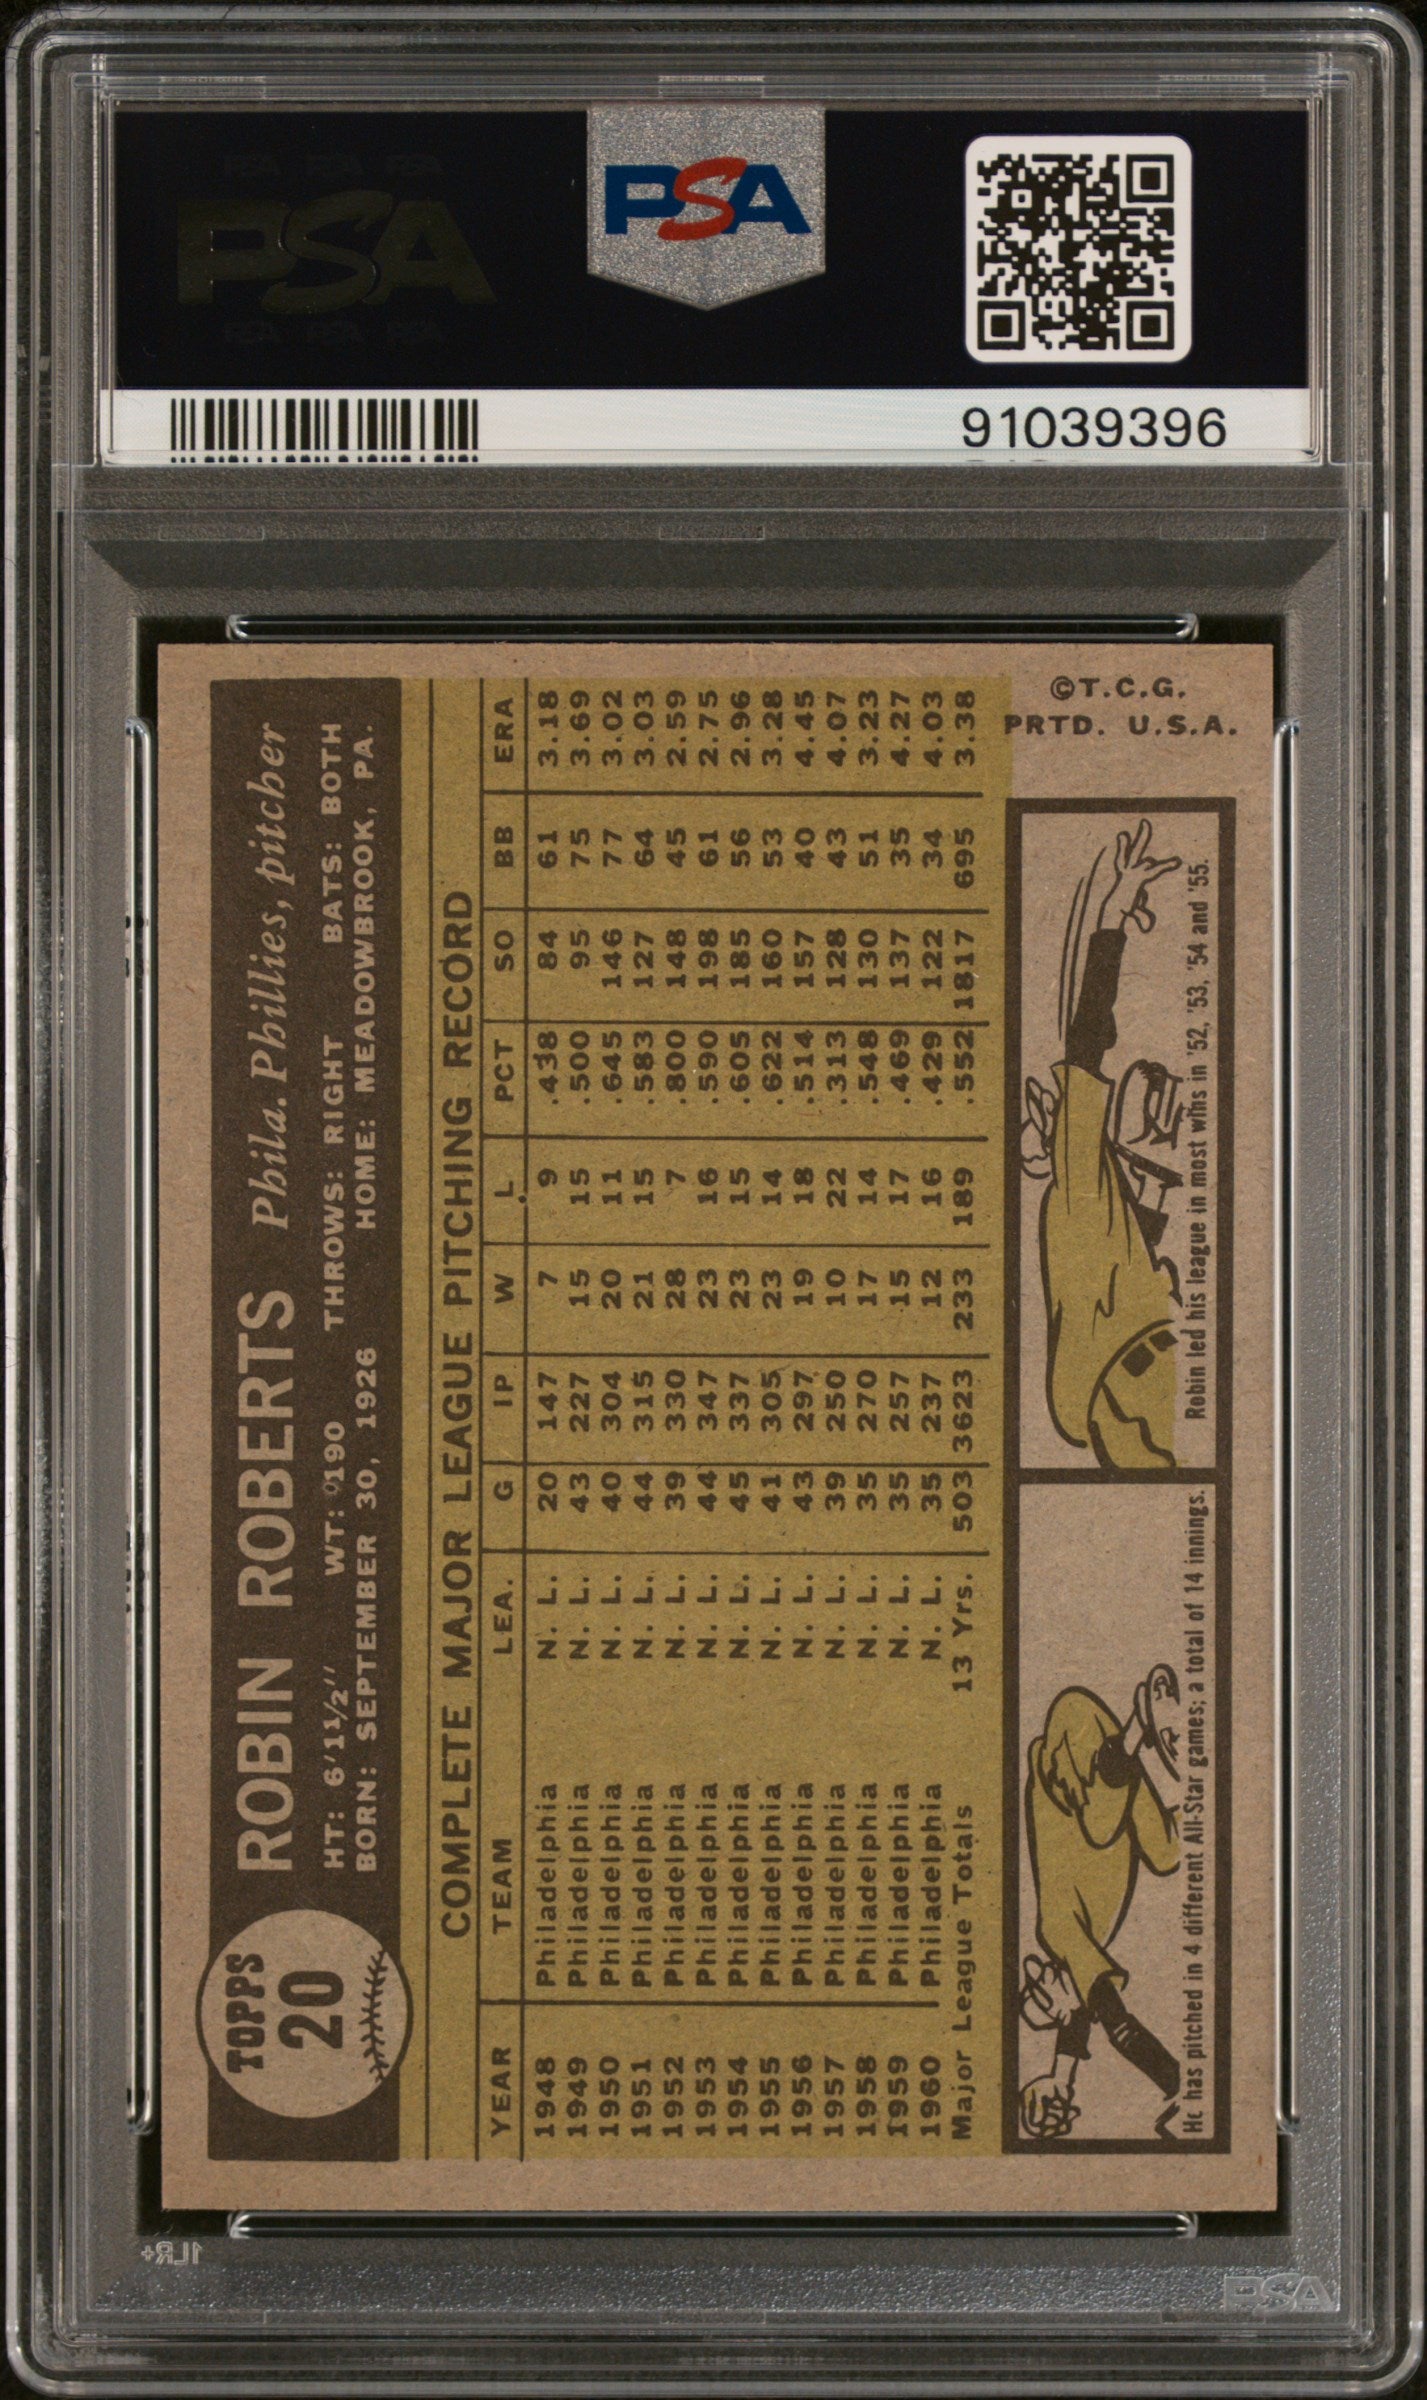 PSA
PSA
91039396
TOPPS
20
ROBIN ROBERTS Phila. Phillies, pitcher
HT: 6'11/2" WT: 190 THROWS: RIGHT BATS: BOTH
BORN: SEPTEMBER 30, 1926 HOME: MEADOWBROOK, PA.
COMPLETE MAJOR LEAGUE PITCHING RECORD
YEAR TEAM LEA. G IP W L PCT SO BB ERA
1948 Philadelphia N. L. 20 147 7 9 .438 84 61 3.18
1949 Philadelphia N. L. 43 227 15 15 .500 95 75 3.69
1950 Philadelphia N. L. 40 304 20 11 .645 146 77 3.02
1951 Philadelphia N. L. 44 315 21 15 .583 127 64 3.03
1952 Philadelphia N. L. 39 330 28 7 .800 148 45 2.59
1953 Philadelphia N. L. 44 347 23 16 .590 198 61 2.75
1954 Philadelphia N. L. 45 337 23 15 .605 185 56 2.96
1955 Philadelphia N. L. 41 305 23 14 .622 160 53 3.28
1956 Philadelphia N. L. 43 297 19 18 .514 157 40 4.45
1957 Philadelphia N. L. 39 250 10 22 .313 128 43 4.07
1958 Philadelphia N. L. 35 270 17 14 .548 130 51 3.23
1959 Philadelphia N. L. 35 257 15 17 .469 137 35 4.27
1960 Philadelphia N. L. 35 237 12 16 .429 122 34 4.03
Major League Totals 13 Yrs. 503 3623 233 189 .552 1817 695 3.38
He has pitched in 4 different All-Star games; a total of 14 innings.
Robin led his league in most wins in '52, '53, '54 and '55.
©T.C.G.
PRTD. U.S.A.
1LR+
PSA